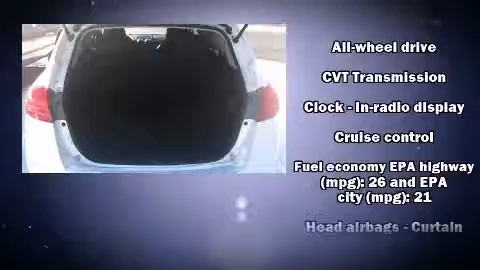 All-wheel drive
CVT Transmission
Clock - In-radio display
Cruise control
Fuel economy EPA highway
(mpg): 26 and EPA
city (mpg): 21
Head airbags - Curtain